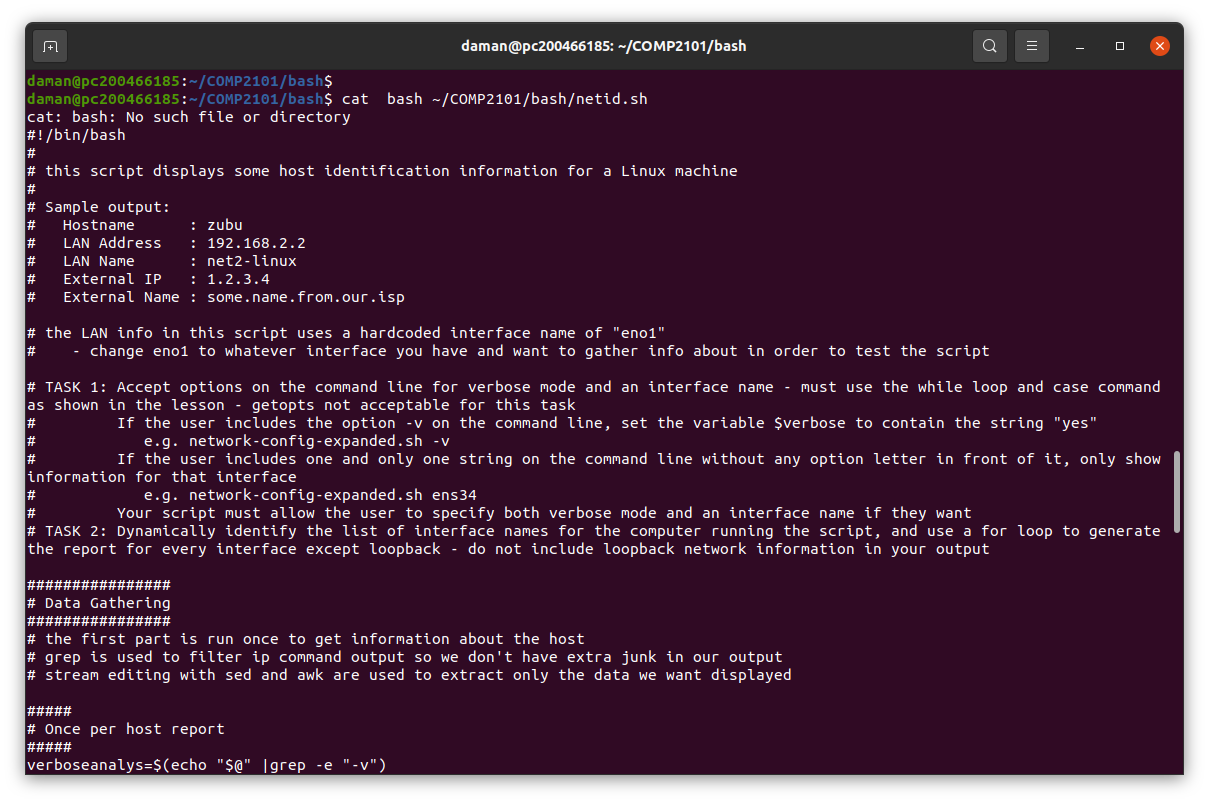 daman@pc200466185: ~/COMP2101/bash
daman@pc200466185:~/COMP2101/bash$
daman@pc200466185:~/COMP2101/bash$ cat  bash ~/COMP2101/bash/netid.sh
cat: bash: No such file or directory
#!/bin/bash
#
# this script displays some host identification information for a Linux machine
#
# Sample output:
#   Hostname      : zubu
#   LAN Address   : 192.168.2.2
#   LAN Name      : net2-linux
#   External IP   : 1.2.3.4
#   External Name : some.name.from.our.isp
# the LAN info in this script uses a hardcoded interface name of "eno1"
#    - change eno1 to whatever interface you have and want to gather info about in order to test the script
# TASK 1: Accept options on the command line for verbose mode and an interface name - must use the while loop and case command
as shown in the lesson - getopts not acceptable for this task
#         If the user includes the option -v on the command line, set the variable $verbose to contain the string "yes"
#            e.g. network-config-expanded.sh -v
#         If the user includes one and only one string on the command line without any option letter in front of it, only show
information for that interface
#            e.g. network-config-expanded.sh ens34
#         Your script must allow the user to specify both verbose mode and an interface name if they want
# TASK 2: Dynamically identify the list of interface names for the computer running the script, and use a for loop to generate
the report for every interface except loopback - do not include loopback network information in your output
################
# Data Gathering
################
# the first part is run once to get information about the host
# grep is used to filter ip command output so we don't have extra junk in our output
# stream editing with sed and awk are used to extract only the data we want displayed
#####
# Once per host report
#####
verboseanalys=$(echo "$@" |grep -e "-v")